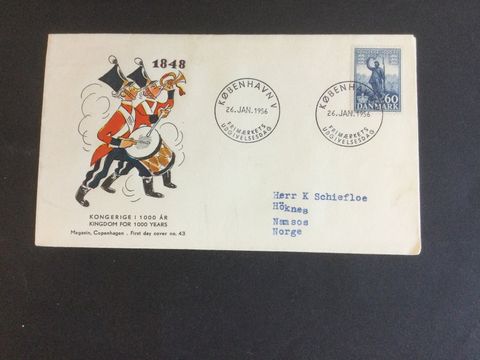 1848
KØBENHAVN V
26. JAN. 1956
FRIMÆRKETS
UDGIVELSESDAG
KØBENHAVN V
26. JAN. 1956
FRIMÆRKETS
UDGIVELSESDAG
60
DANMARK
Herr K Schiefloe
Höknes
Namsos
Norge
KONGERIGE I 1000 ÅR
KINGDOM FOR 1000 YEARS
Magasin, Copenhagen . First day cover no. 43